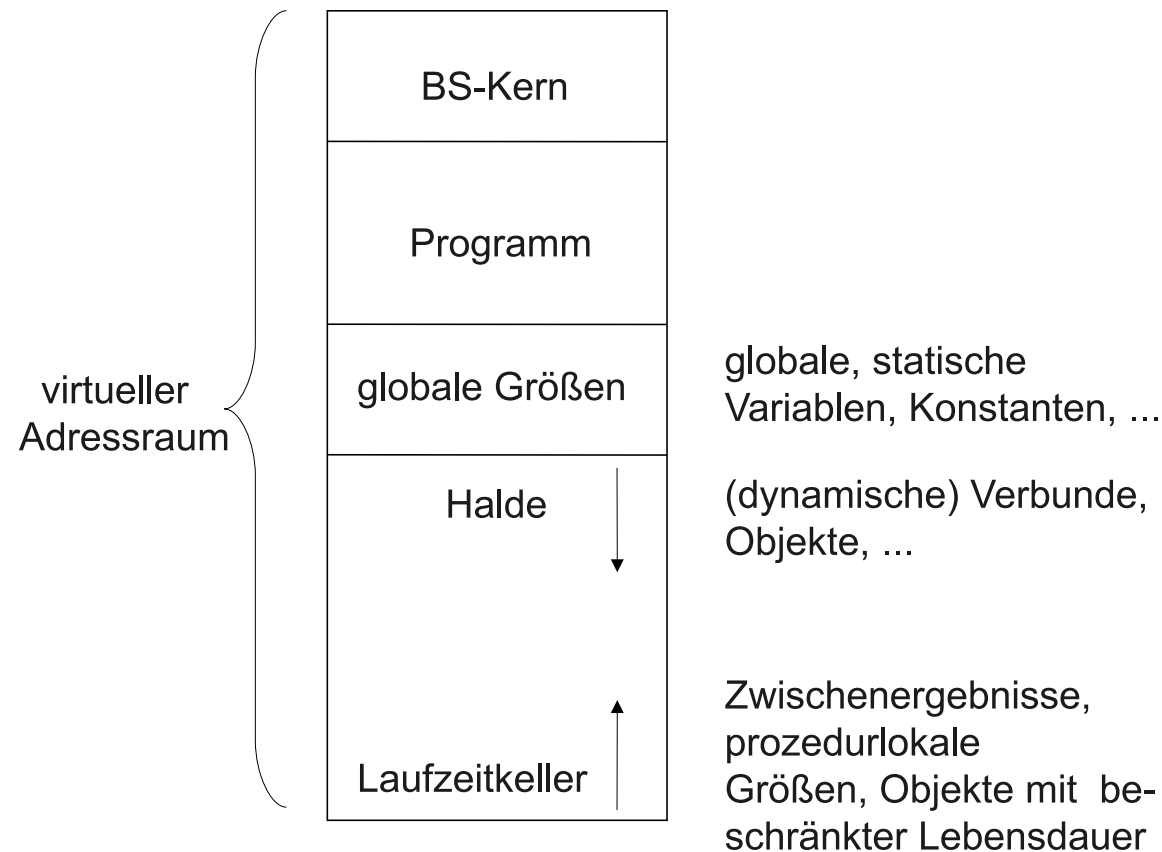 BS-Kern
Programm
virtueller
Adressraum
globale Größen
globale, statische
Variablen, Konstanten, ...
Halde
(dynamische) Verbunde,
Objekte, ...
Laufzeitkeller
Zwischenergebnisse,
prozedurlokale
Größen, Objekte mit be-
schränkter Lebensdauer